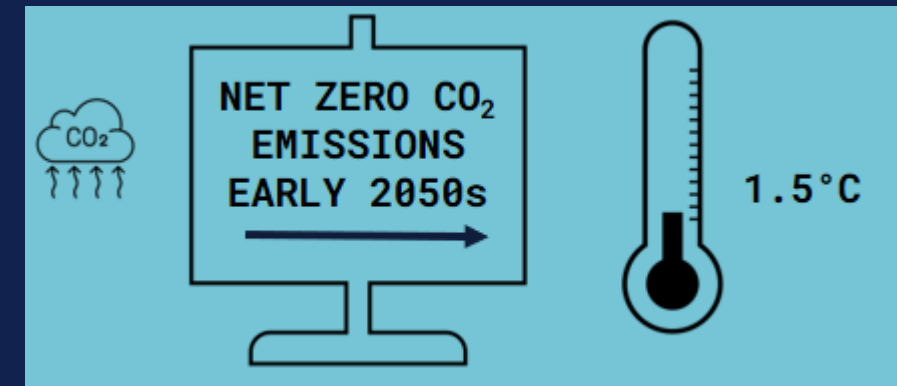 CO₂
NET ZERO CO₂
EMISSIONS
EARLY 2050s
1.5°C